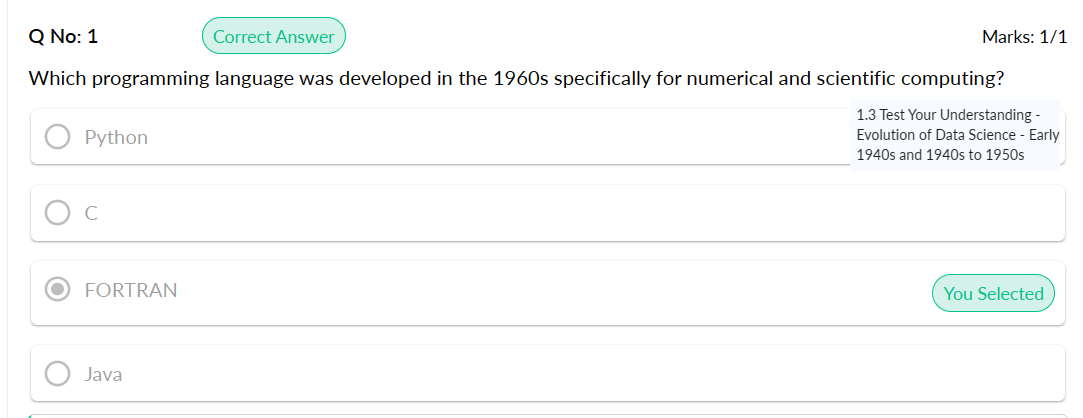 Q No: 1
Correct Answer
Marks: 1/1
Which programming language was developed in the 1960s specifically for numerical and scientific computing?
1.3 Test Your Understanding -
Evolution of Data Science - Early
1940s and 1940s to 1950s
Python
C
FORTRAN
You Selected
Java